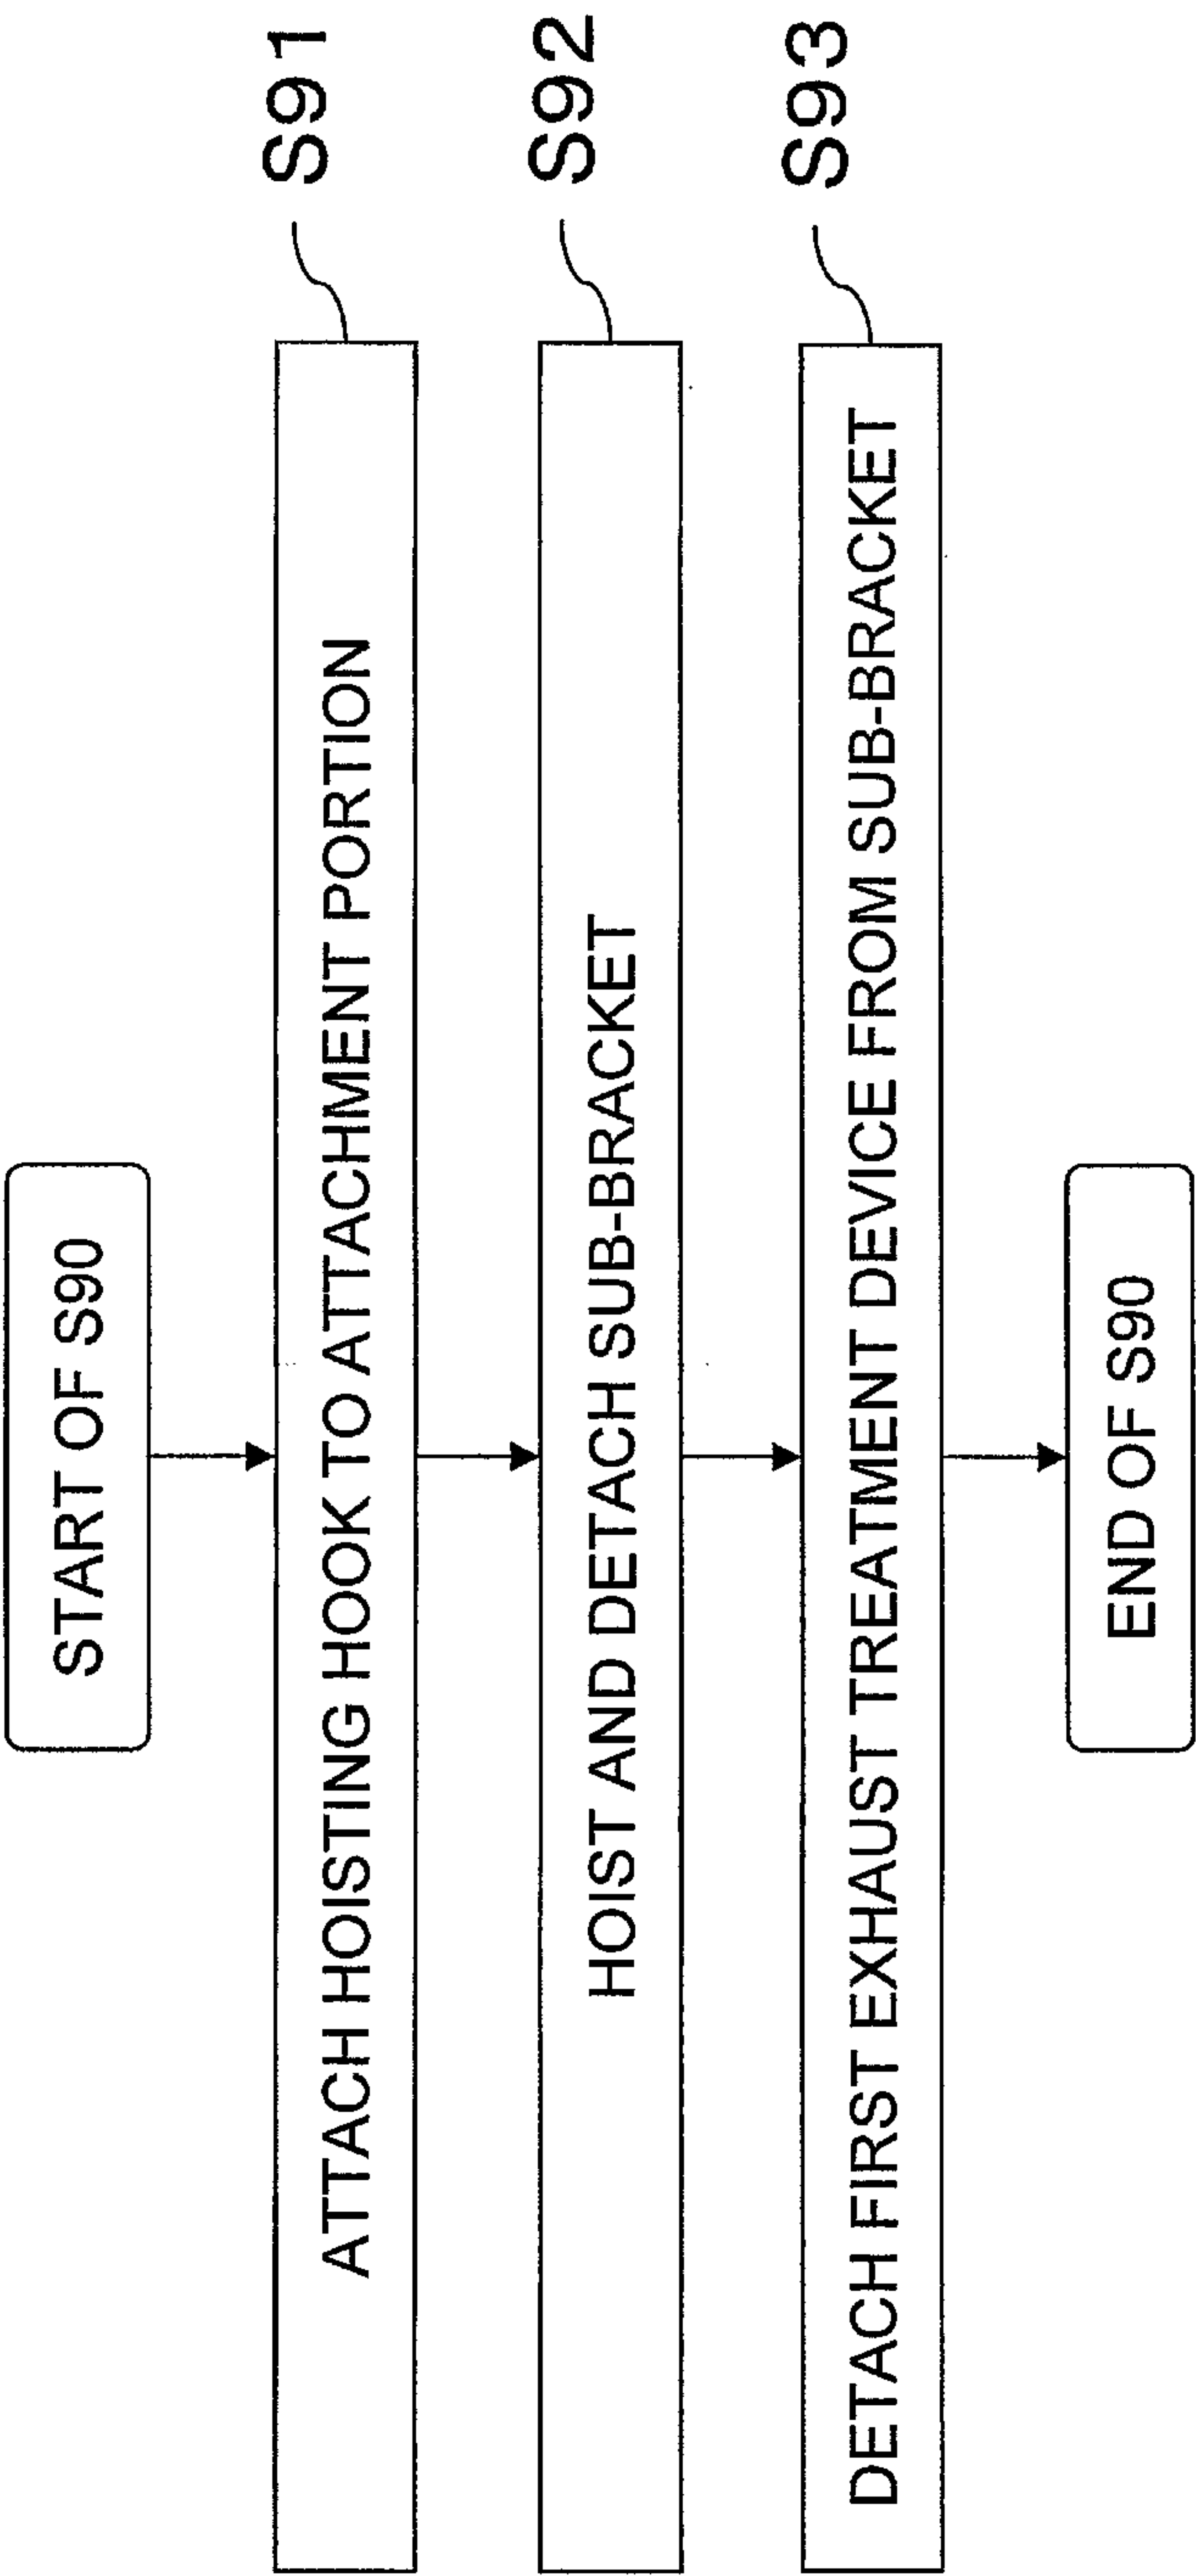 START OF S90
S91
ATTACH HOISTING HOOK TO ATTACHMENT PORTION
S92
HOIST AND DETACH SUB-BRACKET
S93
DETACH FIRST EXHAUST TREATMENT DEVICE FROM SUB-BRACKET
END OF S90